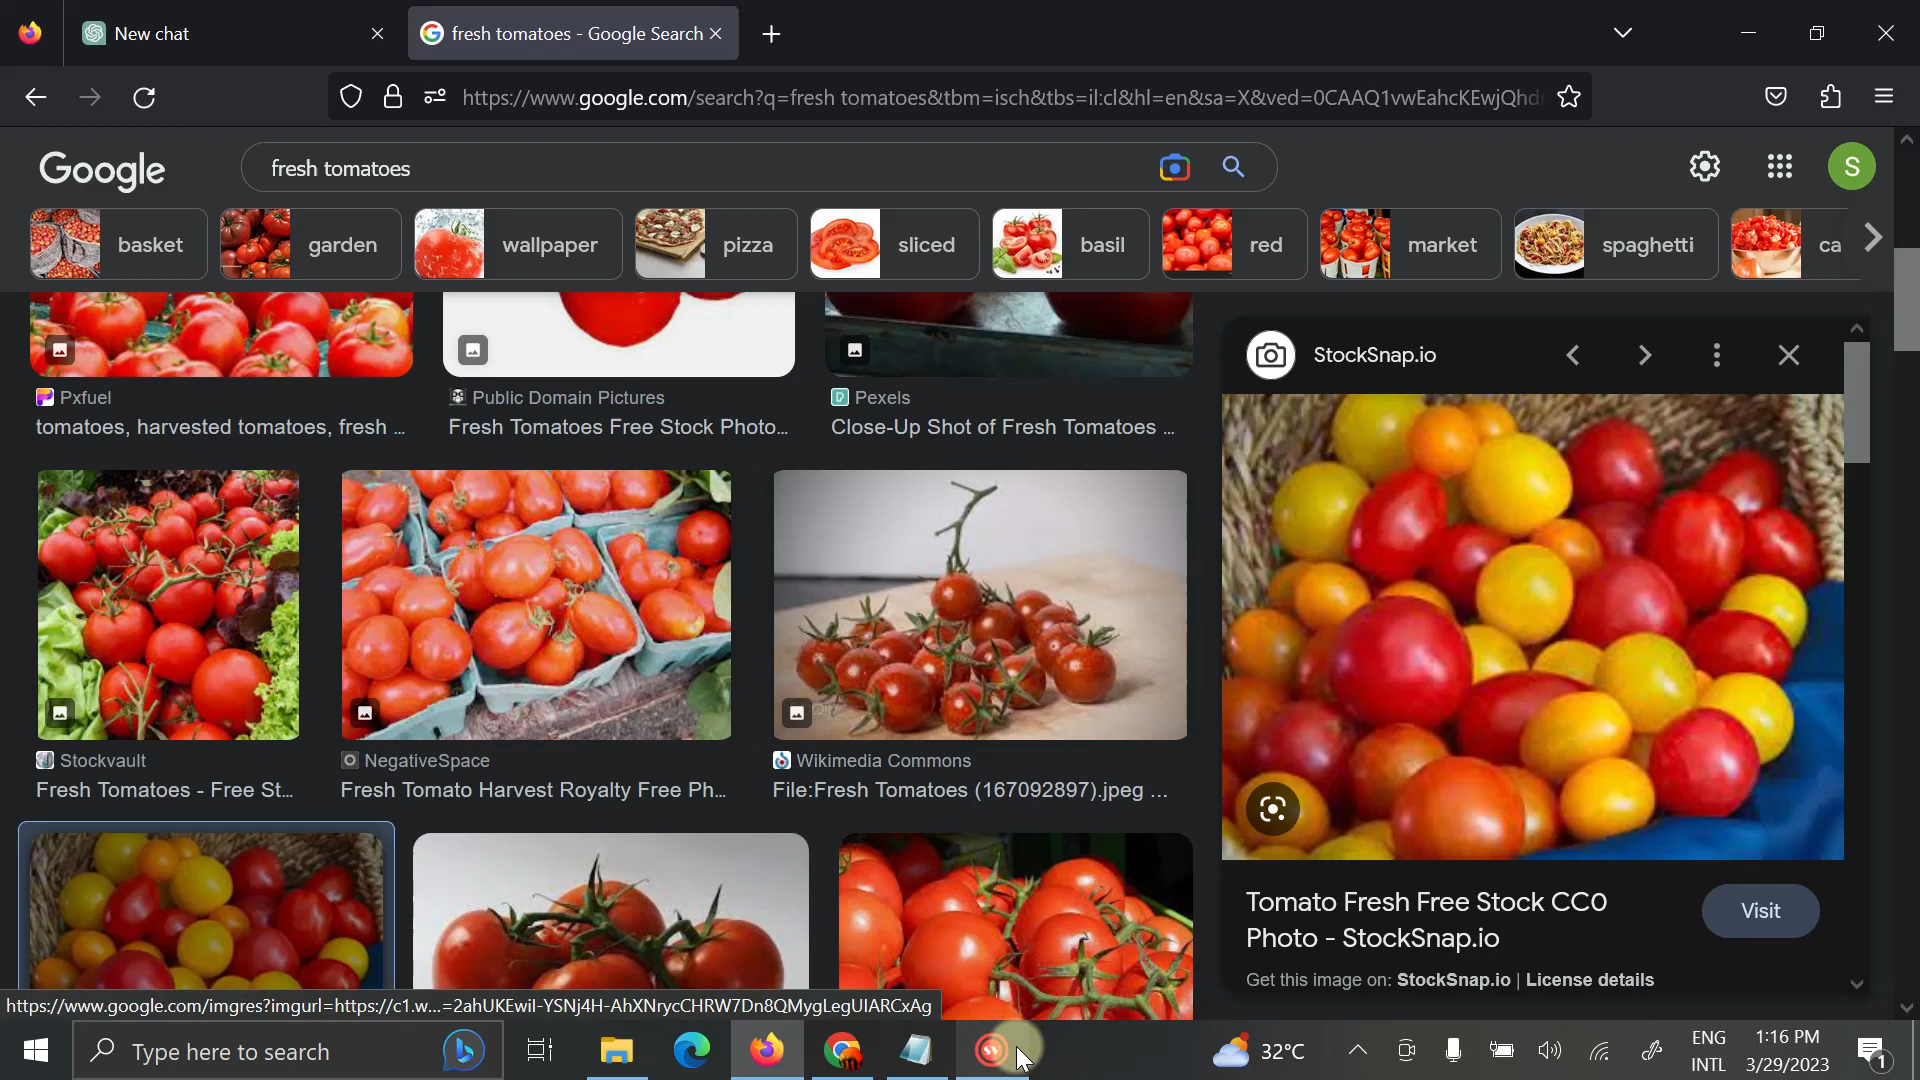 New chat
fresh tomatoes - Google Search
https://www.google.com/search?q=fresh tomatoes&tbm=isch&tbs=il:cl&hl=en&sa=X&ved=0CAAQ1vwEahcKEwjQhd
Google
fresh tomatoes
S
basket
garden
wallpaper
pizza
sliced
basil
red
market
spaghetti
ca
StockSnap.io
Pxfuel
tomatoes, harvested tomatoes, fresh ...
Public Domain Pictures
Fresh Tomatoes Free Stock Photo...
Pexels
Close-Up Shot of Fresh Tomatoes ...
Stockvault
Fresh Tomatoes - Free St...
NegativeSpace
Fresh Tomato Harvest Royalty Free Ph...
Wikimedia Commons
File:Fresh Tomatoes (167092897).jpeg ...
Tomato Fresh Free Stock CC0
Photo - StockSnap.io
Visit
Get this image on: StockSnap.io | License details
https://www.google.com/imgres?imgurl=https://c1.w...=2ahUKEwiI-YSNj4H-AhXNrycCHRW7Dn8QMygLegUIARCxAg
Type here to search
32°C
ENG
INTL
1:16 PM
3/29/2023
1